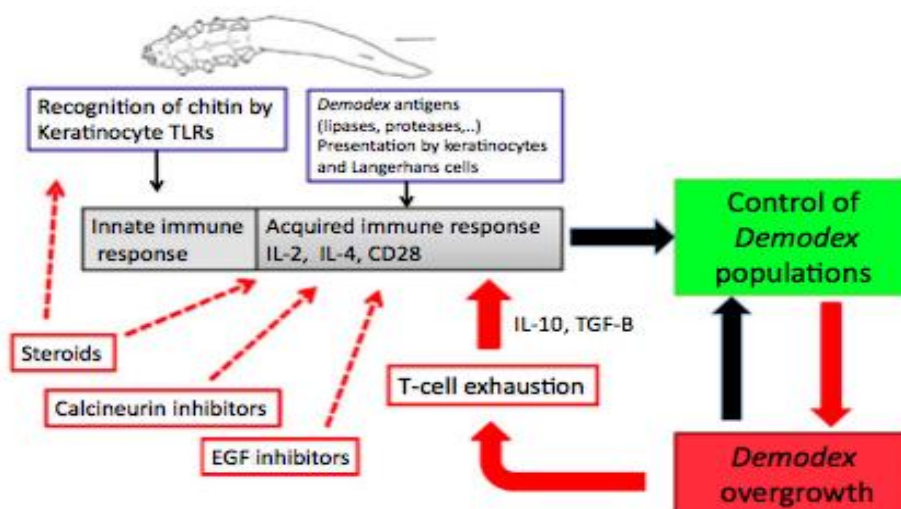 Recognition of chitin by
Keratinocyte TLRs
Demodex antigens
(lipases, proteases,..)
Presentation by keratinocytes
and Langerhans cells
Innate immune
response
Acquired immune response
IL-2, IL-4, CD28
Control of
Demodex
populations
Steroids
Calcineurin inhibitors
EGF inhibitors
IL-10, TGF-B
T-cell exhaustion
Demodex
overgrowth